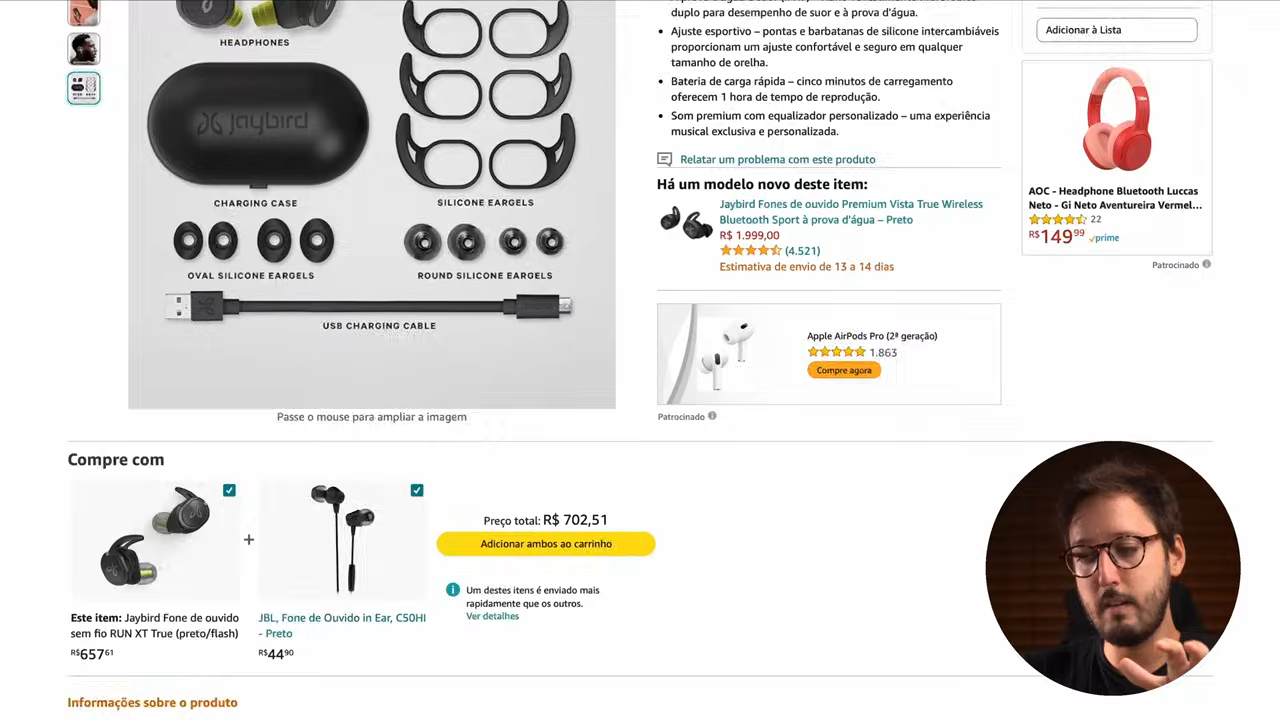 HEADPHONES
jaybird
CHARGING CASE
SILICONE EARGELS
OVAL SILICONE EARGELS
ROUND SILICONE EARGELS
USB CHARGING CABLE
Passe o mouse para ampliar a imagem
duplo para desempenho de suor e à prova d'água.
Ajuste esportivo – pontas e barbatanas de silicone intercambiáveis
proporcionam um ajuste confortável e seguro em qualquer
tamanho de orelha.
Bateria de carga rápida – cinco minutos de carregamento
oferecem 1 hora de tempo de reprodução.
Som premium com equalizador personalizado – uma experiência
musical exclusiva e personalizada.
Relatar um problema com este produto
Há um modelo novo deste item:
Jaybird Fones de ouvido Premium Vista True Wireless
Bluetooth Sport à prova d'água – Preto
R$ 1.999,00
(4.521)
Estimativa de envio de 13 a 14 dias
Apple AirPods Pro (2ª geração)
1.863
Compre agora
Patrocinado
Adicionar à Lista
AOC - Headphone Bluetooth Luccas
Neto - Gi Neto Aventureira Vermel...
22
R$14999 prime
Patrocinado
Compre com
+
Este item: Jaybird Fone de ouvido
sem fio RUN XT True (preto/flash)
R$65761
JBL, Fone de Ouvido in Ear, C50HI
- Preto
R$4490
Preço total: R$ 702,51
Adicionar ambos ao carrinho
Um destes itens é enviado mais
rapidamente que os outros.
Ver detalhes
Informações sobre o produto